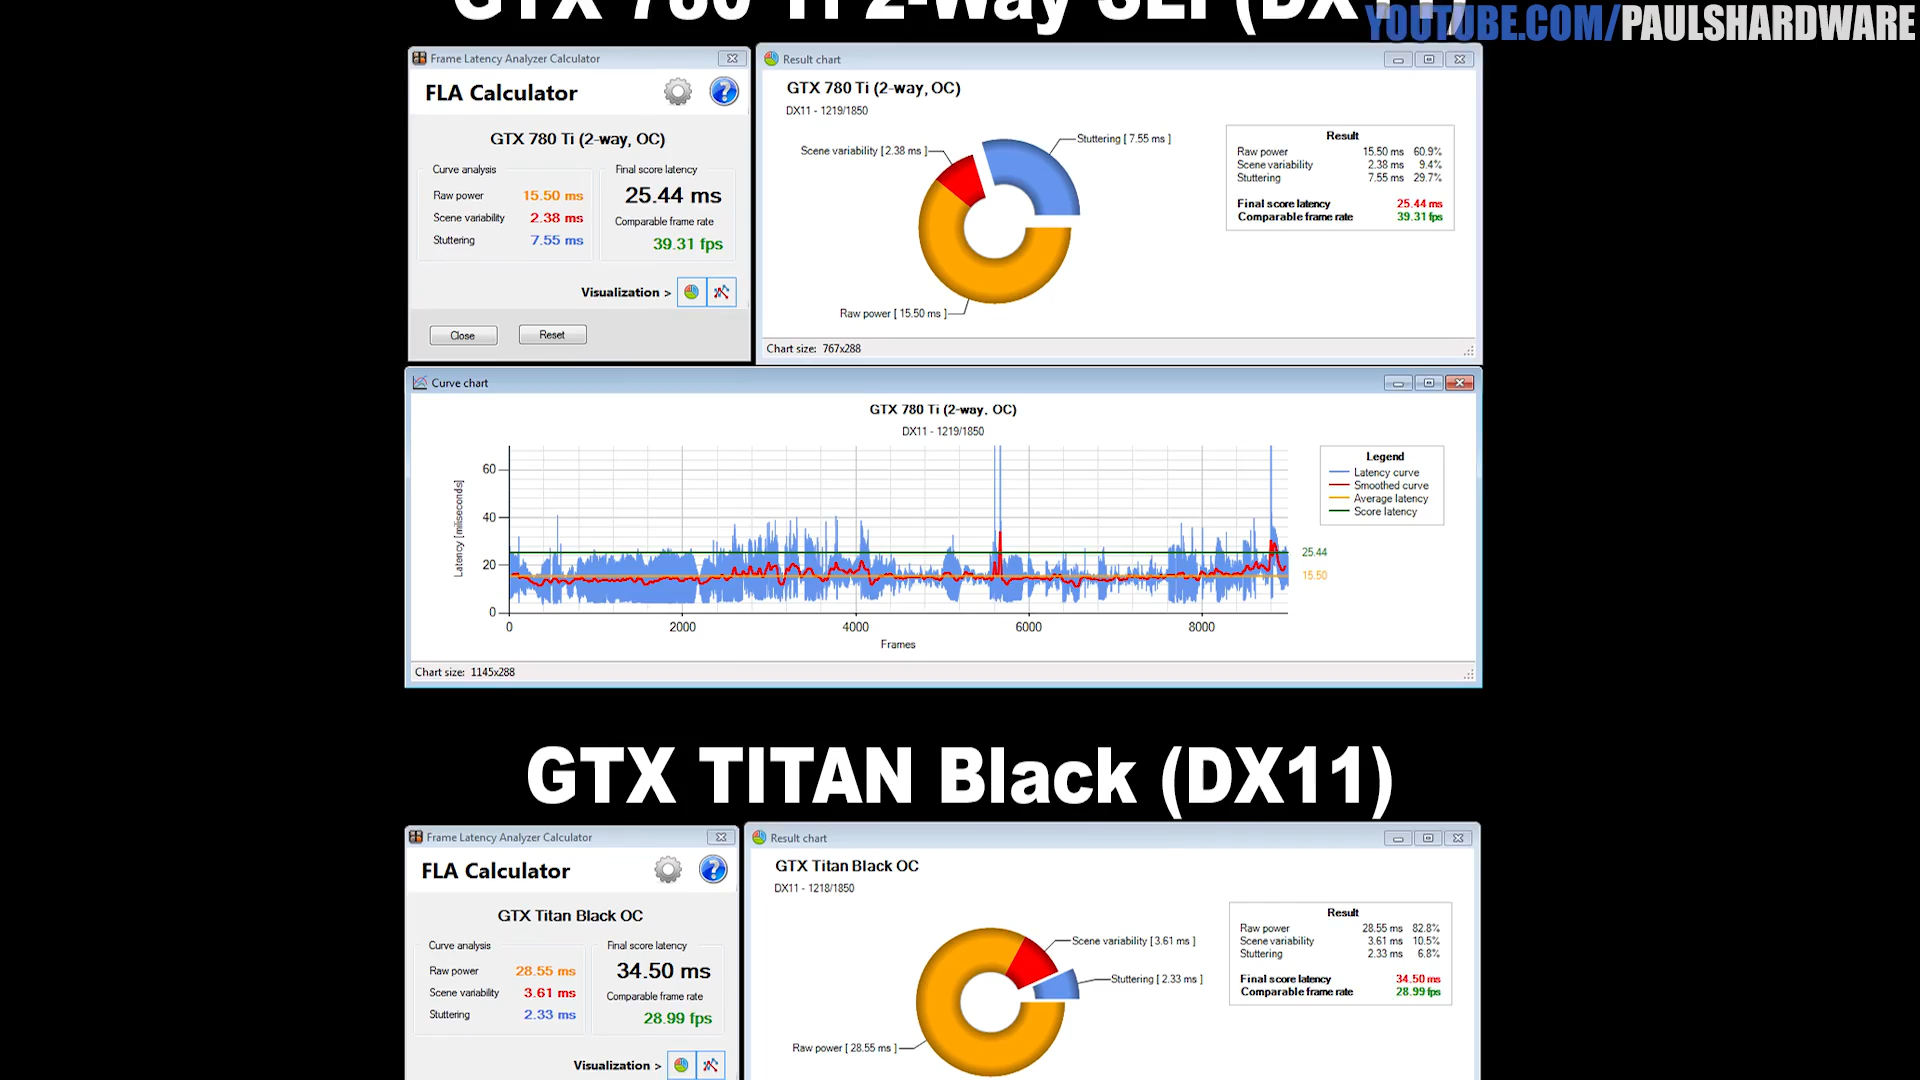 GTX 780 Ti 2-Way SLI (DX11)
YOUTUBE.COM/PAULSHARDWARE
Frame Latency Analyzer Calculator
FLA Calculator
GTX 780 Ti (2-way, OC)
Curve analysis
Final score latency
Raw power 15.50 ms
25.44 ms
Scene variability 2.38 ms
Comparable frame rate
Stuttering 7.55 ms
39.31 fps
Visualization >
Close Reset
Result chart
GTX 780 Ti (2-way, OC)
DX11 - 1219/1850
Stuttering [ 7.55 ms ]
Scene variability [ 2.38 ms ]
Raw power [ 15.50 ms ]
Result
Raw power 15.50 ms 60.9%
Scene variability 2.38 ms 9.4%
Stuttering 7.55 ms 29.7%
Final score latency 25.44 ms
Comparable frame rate 39.31 fps
Chart size: 767x288
Curve chart
GTX 780 Ti (2-way, OC)
DX11 - 1219/1850
Latency [miliseconds]
60
40
20
0
0 2000 4000 6000 8000
Frames
25.44
15.50
Legend
Latency curve
Smoothed curve
Average latency
Score latency
Chart size: 1145x288
GTX TITAN Black (DX11)
Frame Latency Analyzer Calculator
FLA Calculator
GTX Titan Black OC
Curve analysis
Final score latency
Raw power 28.55 ms
34.50 ms
Scene variability 3.61 ms
Comparable frame rate
Stuttering 2.33 ms
28.99 fps
Visualization >
Result chart
GTX Titan Black OC
DX11 - 1218/1850
Scene variability [ 3.61 ms ]
Stuttering [ 2.33 ms ]
Raw power [ 28.55 ms ]
Result
Raw power 28.55 ms 82.8%
Scene variability 3.61 ms 10.5%
Stuttering 2.33 ms 6.8%
Final score latency 34.50 ms
Comparable frame rate 28.99 fps